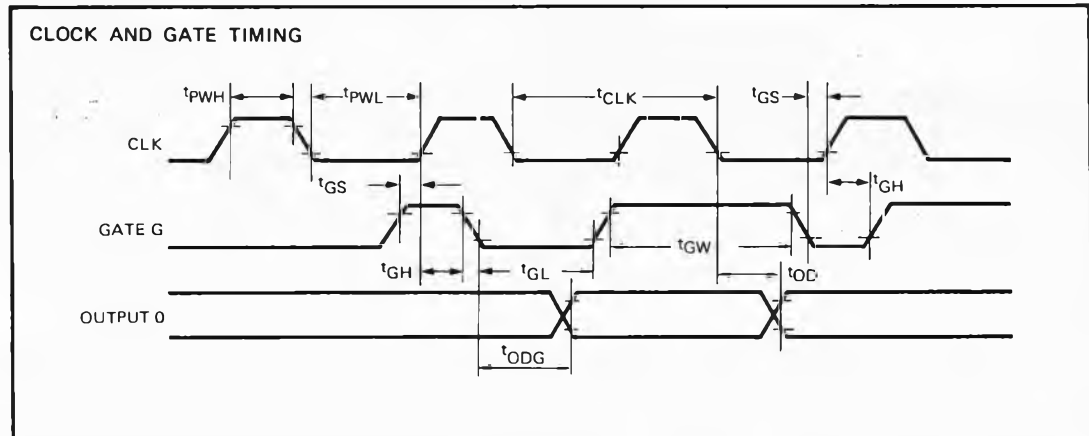 CLOCK AND GATE TIMING
tPWH
tPWL
tCLK
tGS
CLK
tGS
tGH
GATE G
tGH
tGL
tGW
tOD
OUTPUT 0
tODG